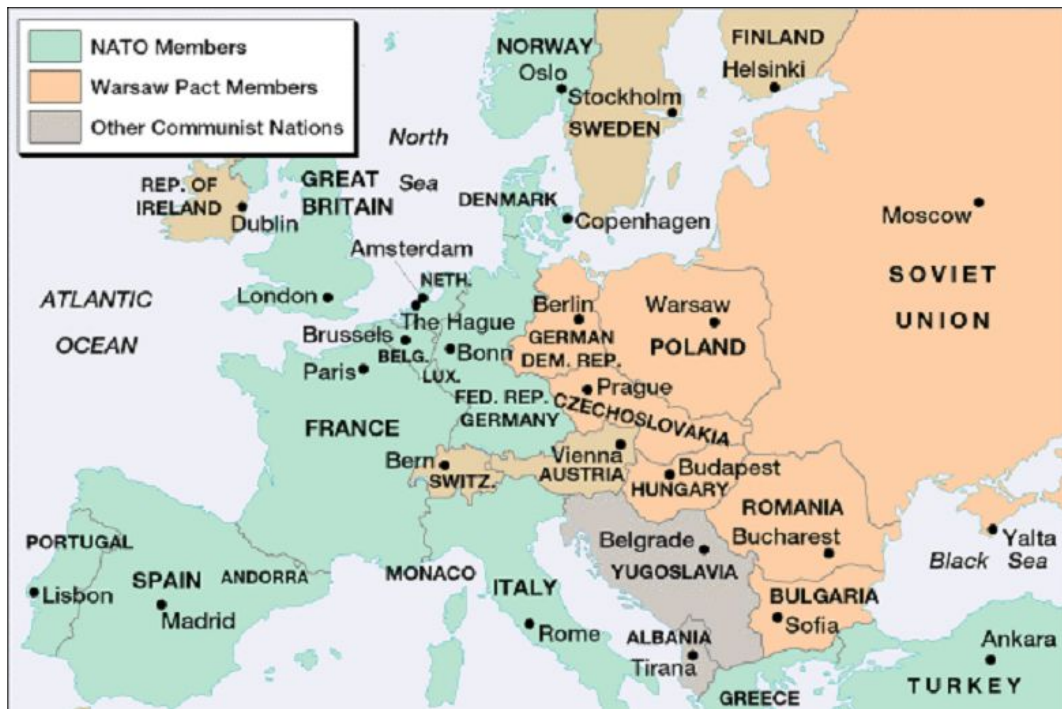 NATO Members
Warsaw Pact Members
Other Communist Nations
NORWAY
Oslo
FINLAND
Helsinki
Stockholm
SWEDEN
North
Sea
REP. OF
IRELAND
Dublin
GREAT
BRITAIN
DENMARK
Copenhagen
Moscow
SOVIET
UNION
Amsterdam
NETH.
London
ATLANTIC
OCEAN
The Hague
Brussels
BELG.
Bonn
LUX.
Paris
Berlin
GERMAN
DEM. REP.
Warsaw
POLAND
Prague
CZECHOSLOVAKIA
FED. REP.
GERMANY
FRANCE
Bern
SWITZ.
Vienna
AUSTRIA
Budapest
HUNGARY
ROMANIA
Bucharest
Yalta
Black Sea
Belgrade
YUGOSLAVIA
PORTUGAL
Lisbon
SPAIN
Madrid
ANDORRA
MONACO
ITALY
Rome
BULGARIA
Sofia
ALBANIA
Tirana
GREECE
Ankara
TURKEY